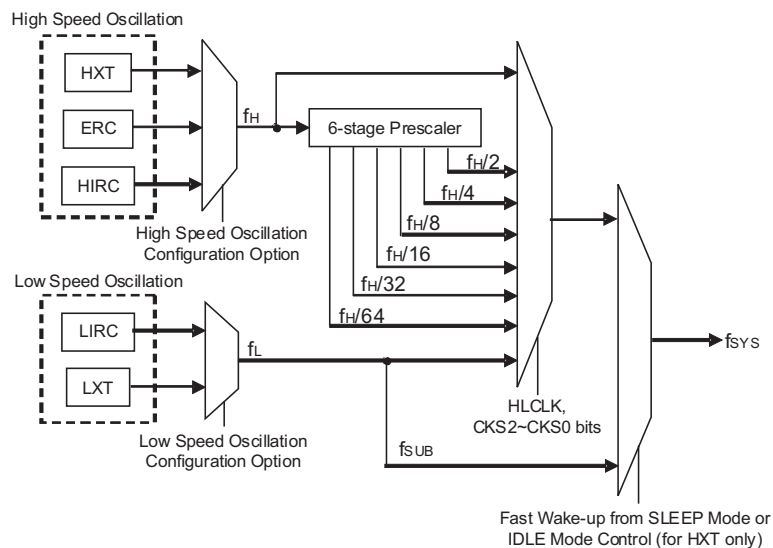 High Speed Oscillation
HXT
ERC
HIRC
fH
6-stage Prescaler
fH/2
fH/4
fH/8
fH/16
fH/32
fH/64
High Speed Oscillation
Configuration Option
Low Speed Oscillation
LIRC
LXT
fL
Low Speed Oscillation
Configuration Option
HLCLK,
CKS2~CKS0 bits
fSUB
fSYS
Fast Wake-up from SLEEP Mode or
IDLE Mode Control (for HXT only)